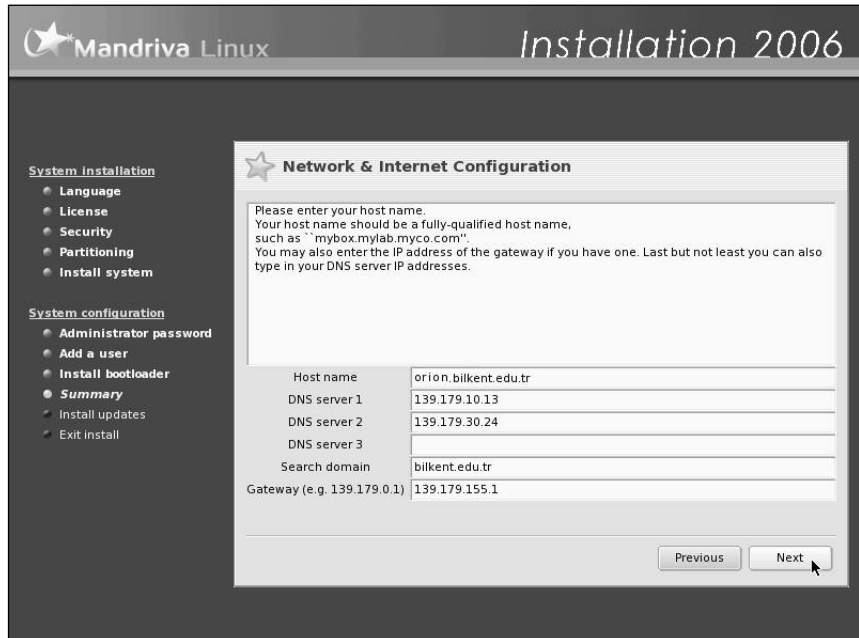 Mandriva Linux
Installation 2006
System installation
Language
License
Security
Partitioning
Install system
System configuration
Administrator password
Add a user
Install bootloader
Summary
Install updates
Exit install
Network & Internet Configuration
Please enter your host name.
Your host name should be a fully-qualified host name,
such as ``mybox.mylab.myco.com''.
You may also enter the IP address of the gateway if you have one. Last but not least you can also
type in your DNS server IP addresses.
Host name orion.bilkent.edu.tr
DNS server 1 139.179.10.13
DNS server 2 139.179.30.24
DNS server 3
Search domain bilkent.edu.tr
Gateway (e.g. 139.179.0.1) 139.179.155.1
Previous Next